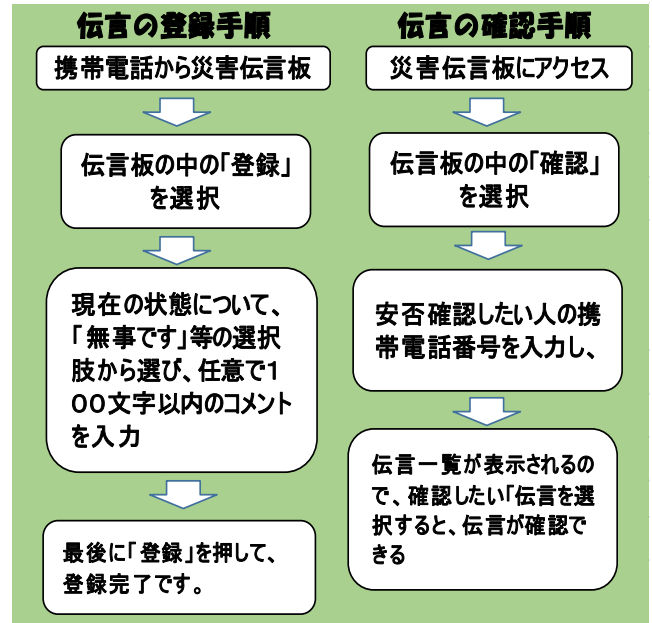 伝言の登録手順
携帯電話から災害伝言板
伝言板の中の「登録」
を選択
現在の状態について、
「無事です」等の選択
肢から選び、任意で１
００文字以内のコメント
を入力
最後に「登録」を押して、
登録完了です。
伝言の確認手順
災害伝言板にアクセス
伝言板の中の「確認」
を選択
安否確認したい人の携
帯電話番号を入力し、
伝言一覧が表示されるの
で、確認したい「伝言を選
択すると、伝言が確認で
きる